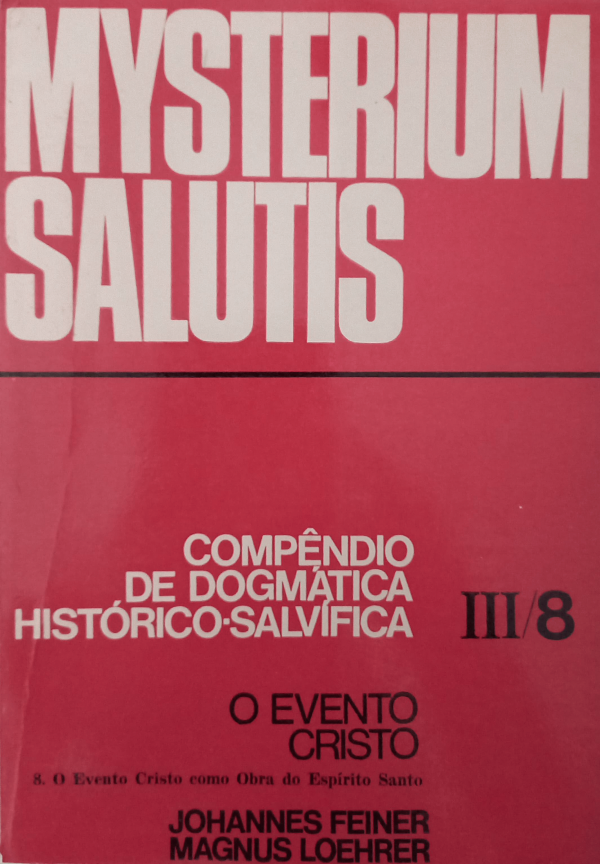 MYSTERIUM
SALUTIS
COMPÊNDIO
DE DOGMÁTICA
HISTÓRICO-SALVÍFICA
III/8
O EVENTO
CRISTO
8. O Evento Cristo como Obra do Espírito Santo
JOHANNES FEINER
MAGNUS LOEHRER